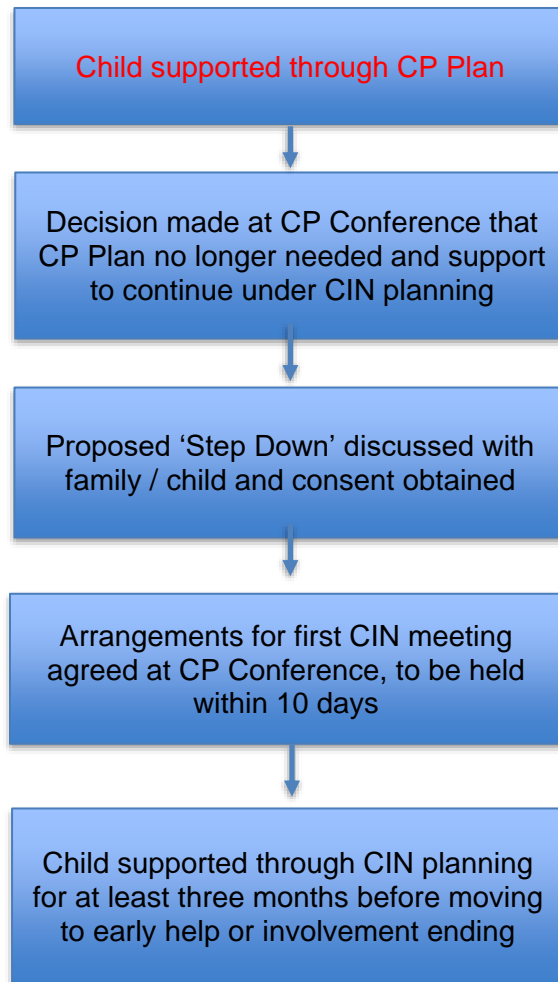 Child supported through CP Plan
Decision made at CP Conference that
CP Plan no longer needed and support
to continue under CIN planning
Proposed ‘Step Down’ discussed with
family / child and consent obtained
Arrangements for first CIN meeting
agreed at CP Conference, to be held
within 10 days
Child supported through CIN planning
for at least three months before moving
to early help or involvement ending